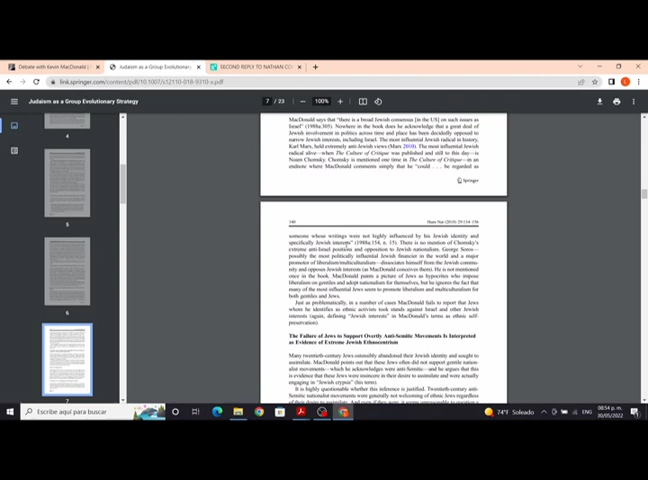 Debate with Kevin MacDonald |
Judaism as a Group Evolutionary
SECOND REPLY TO NATHAN CO
link.springer.com/content/pdf/10.1007/s12110-018-9310-x.pdf
Judaism as a Group Evolutionary Strategy
7 / 23
100%
4
5
6
7
MacDonald says that "there is a broad Jewish consensus [in the US] on such issues as
Israel" (1998a:305). Nowhere in the book does he acknowledge that a great deal of
Jewish involvement in politics across time and place has been decidedly opposed to
narrow Jewish interests, including Israel. The most influential Jewish radical in history,
Karl Marx, held extremely anti-Jewish views (Marx 2010). The most influential Jewish
radical alive—when The Culture of Critique was published and still to this day—is
Noam Chomsky. Chomsky is mentioned one time in The Culture of Critique—in an
endnote where MacDonald comments simply that he "could . . . be regarded as
Springer
140
Hum Nat (2018) 29:134–156
someone whose writings were not highly influenced by his Jewish identity and
specifically Jewish interests" (1998a:154, n. 15). There is no mention of Chomsky's
extreme anti-Israel positions and opposition to Jewish nationalism. George Soros—
possibly the most politically influential Jewish financier in the world and a major
promoter of liberalism/multiculturalism—dissociates himself from the Jewish commu-
nity and opposes Jewish interests (as MacDonald conceives them). He is not mentioned
once in the book. MacDonald paints a picture of Jews as hypocrites who impose
liberalism on gentiles and adopt nationalism for themselves, but he ignores the fact that
many of the most influential Jews seem to promote liberalism and multiculturalism for
both gentiles and Jews.
Just as problematically, in a number of cases MacDonald fails to report that Jews
whom he identifies as ethnic activists took stands against Israel and other Jewish
interests (again, defining "Jewish interests" in MacDonald's terms as ethnic self-
preservation)
The Failure of Jews to Support Overtly Anti-Semitic Movements Is Interpreted
as Evidence of Extreme Jewish Ethnocentrism
Many twentieth-century Jews ostensibly abandoned their Jewish identity and sought to
assimilate. MacDonald points out that these Jews often did not support gentile nation-
alist movements—which he acknowledges were anti-Semitic—and he argues that this
is evidence that these Jews were insincere in their desire to assimilate and were actually
engaging in "Jewish crypsis" (his term).
It is highly questionable whether this inference is justified. Twentieth-century anti-
Semitic nationalist movements were generally not welcoming of ethnic Jews regardless
Escribe aquí para buscar
74°F Soleado
ENG
08:54 p. m.
30/05/2022